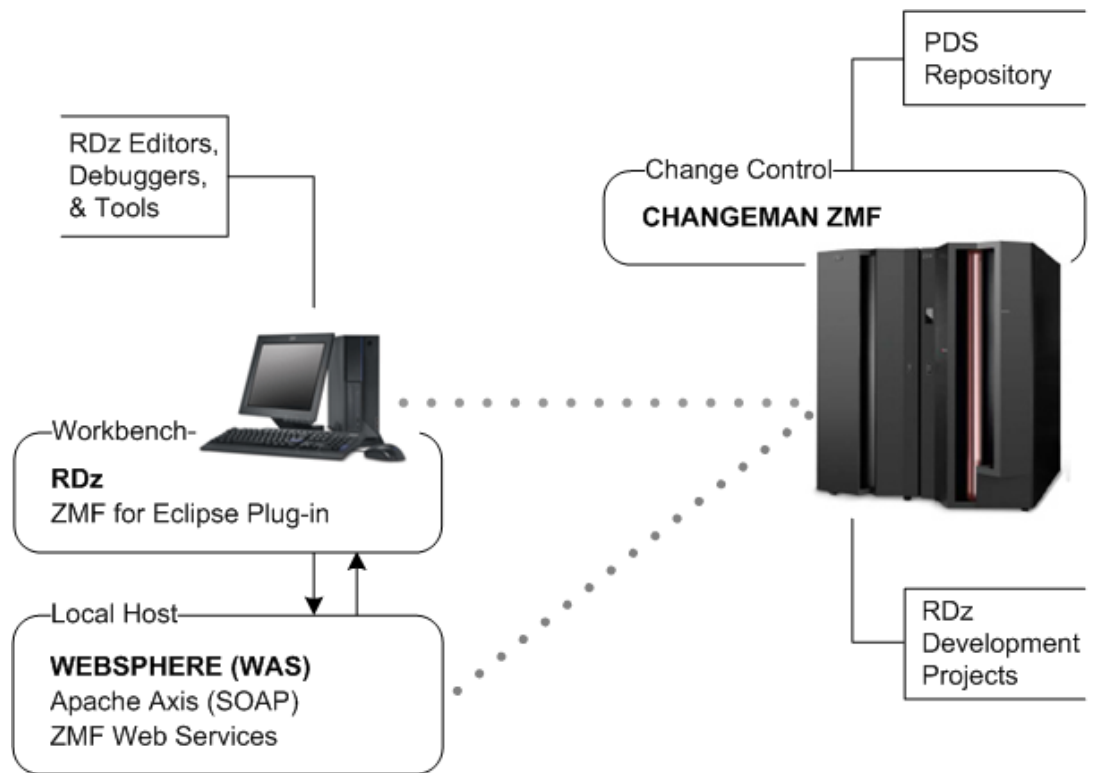 PDS
Repository
RDz Editors,
Debuggers,
& Tools
Change Control
CHANGEMAN ZMF
Workbench
RDz
ZMF for Eclipse Plug-in
Local Host
WEBSPHERE (WAS)
Apache Axis (SOAP)
ZMF Web Services
RDz
Development
Projects